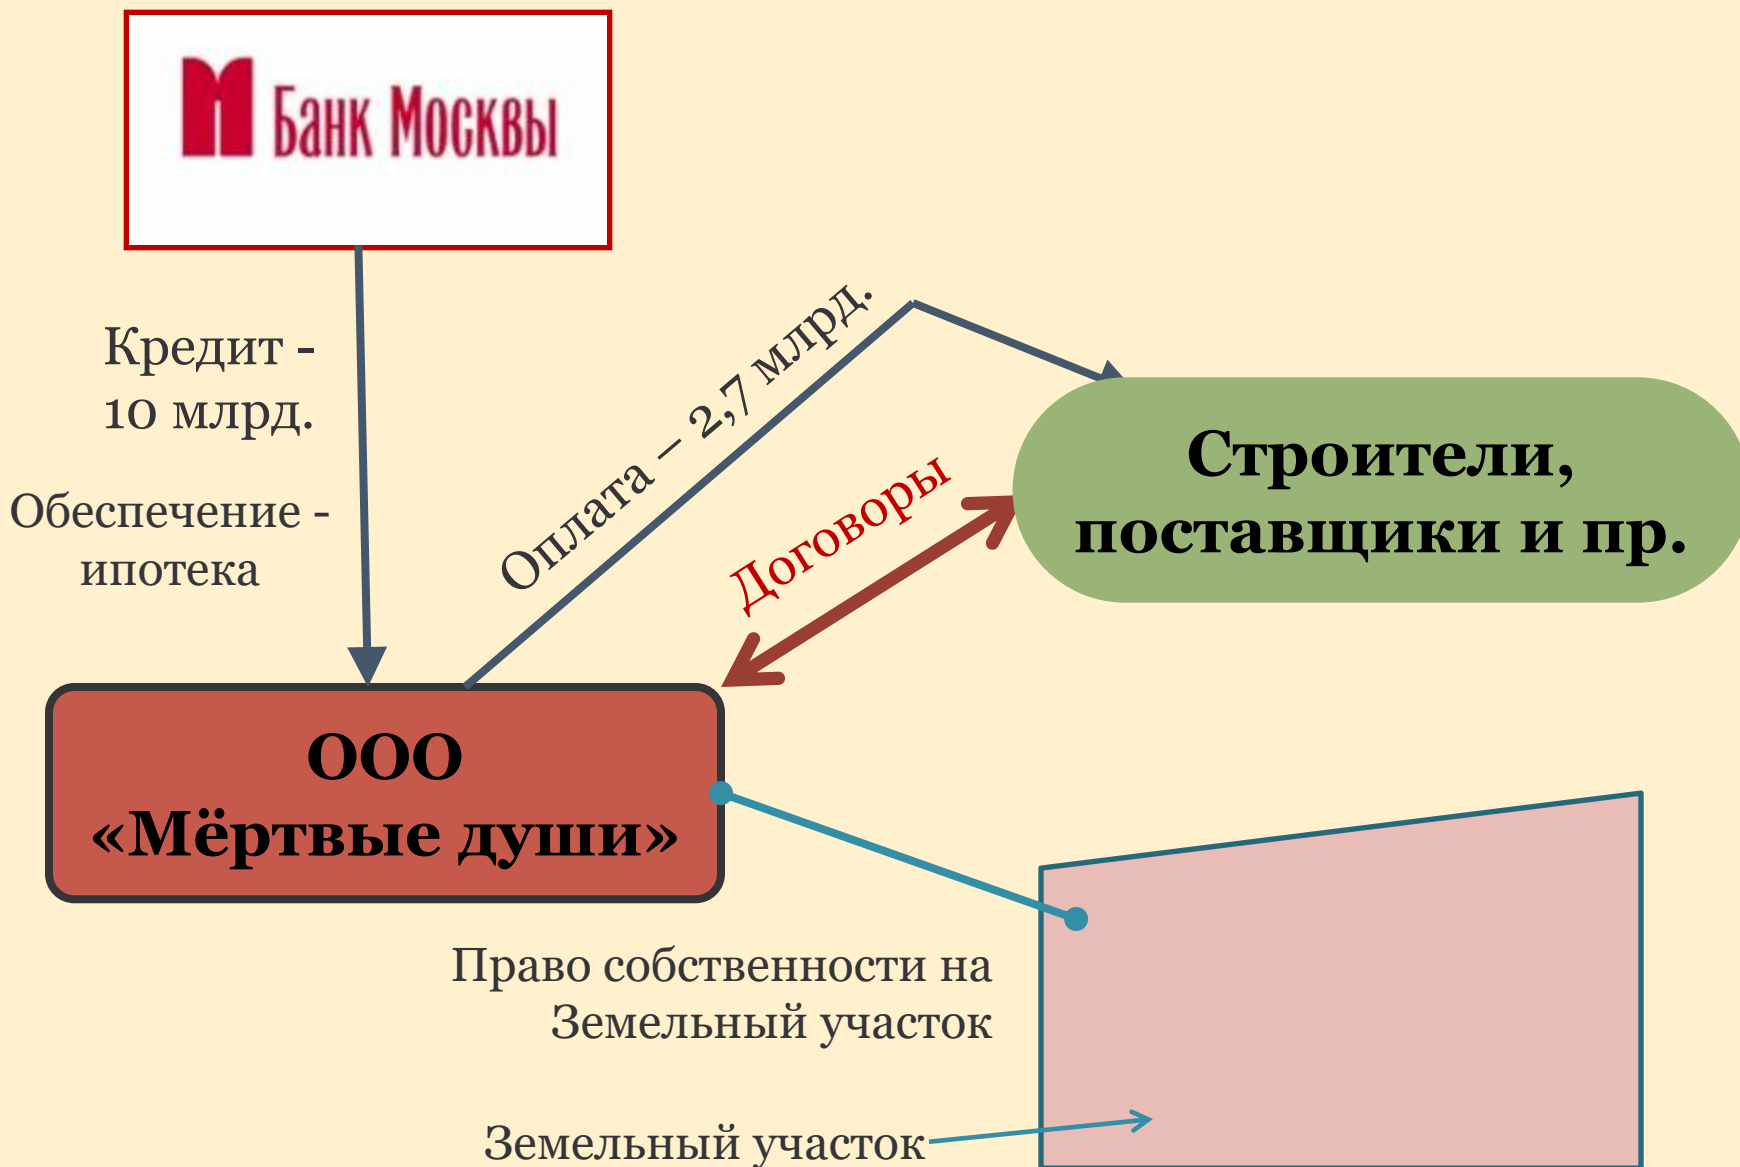 Банк Москвы
Кредит -
10 млрд.
Обеспечение -
ипотека
Оплата – 2,7 млрд.
Договоры
Строители,
поставщики и пр.
ООО
«Мёртвые души»
Право собственности на
Земельный участок
Земельный участок